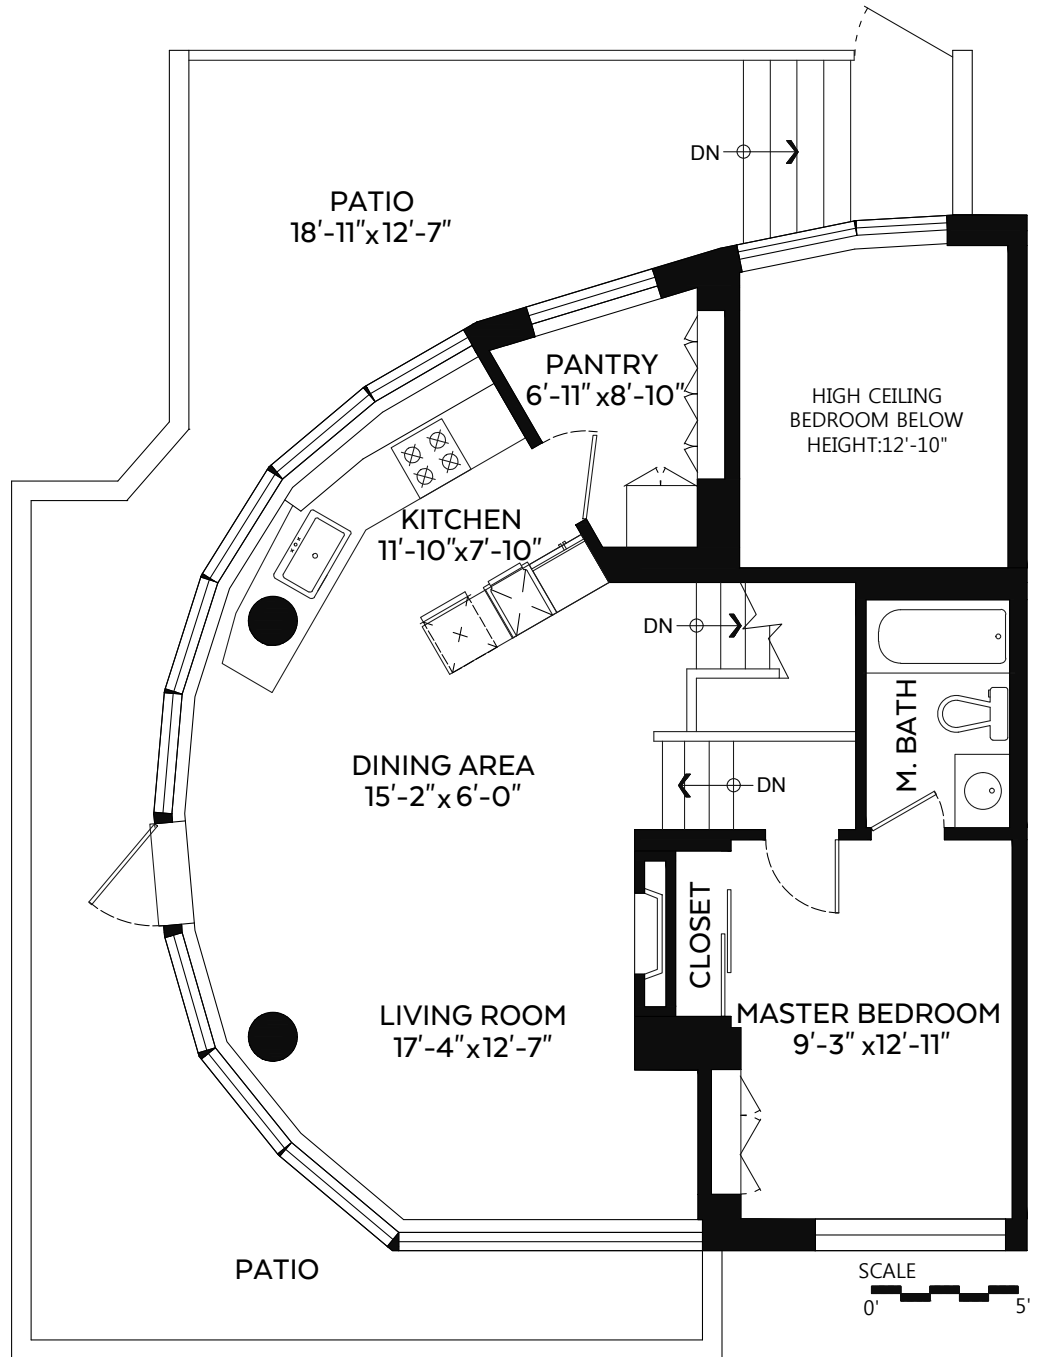 DN
PATIO
18'-11"x12'-7"
PANTRY
6'-11" x8'-10"
HIGH CEILING
BEDROOM BELOW
HEIGHT:12'-10"
KITCHEN
11'-10"x7'-10"
DN
M. BATH
DINING AREA
15'-2"x 6'-0"
DN
CLOSET
LIVING ROOM
17'-4"x12'-7"
MASTER BEDROOM
9'-3" x12'-11"
PATIO
SCALE
0' 5'